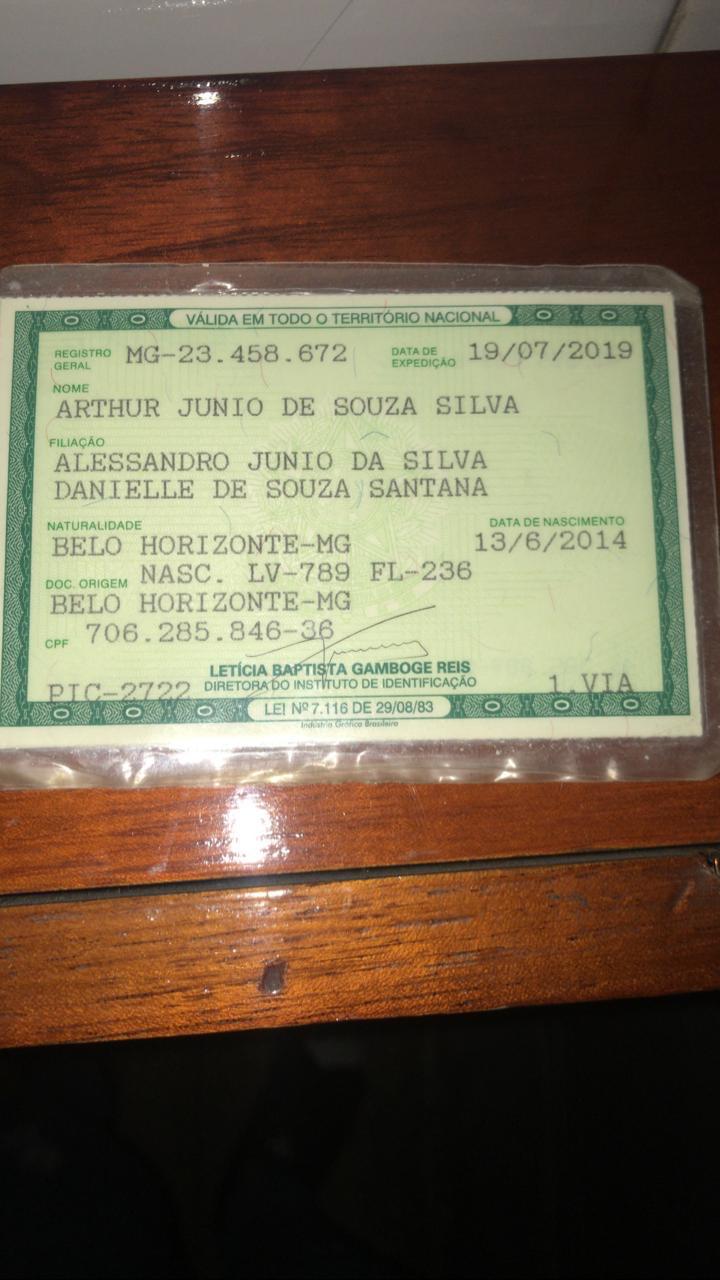 VÁLIDA EM TODO O TERRITÓRIO NACIONAL
REGISTRO GERAL MG-23.458.672 DATA DE EXPEDIÇÃO 19/07/2019
NOME
ARTHUR JUNIO DE SOUZA SILVA
FILIAÇÃO
ALESSANDRO JUNIO DA SILVA
DANIELLE DE SOUZA SANTANA
NATURALIDADE DATA DE NASCIMENTO
BELO HORIZONTE-MG 13/6/2014
DOC. ORIGEM NASC. LV-789 FL-236
BELO HORIZONTE-MG
CPF 706.285.846-36
LETÍCIA BAPTISTA GAMBOGE REIS
PIC-2722 DIRETORA DO INSTITUTO DE IDENTIFICAÇÃO 1.VIA
LEI Nº 7.116 DE 29/08/83
Indústria Gráfica Brasileira